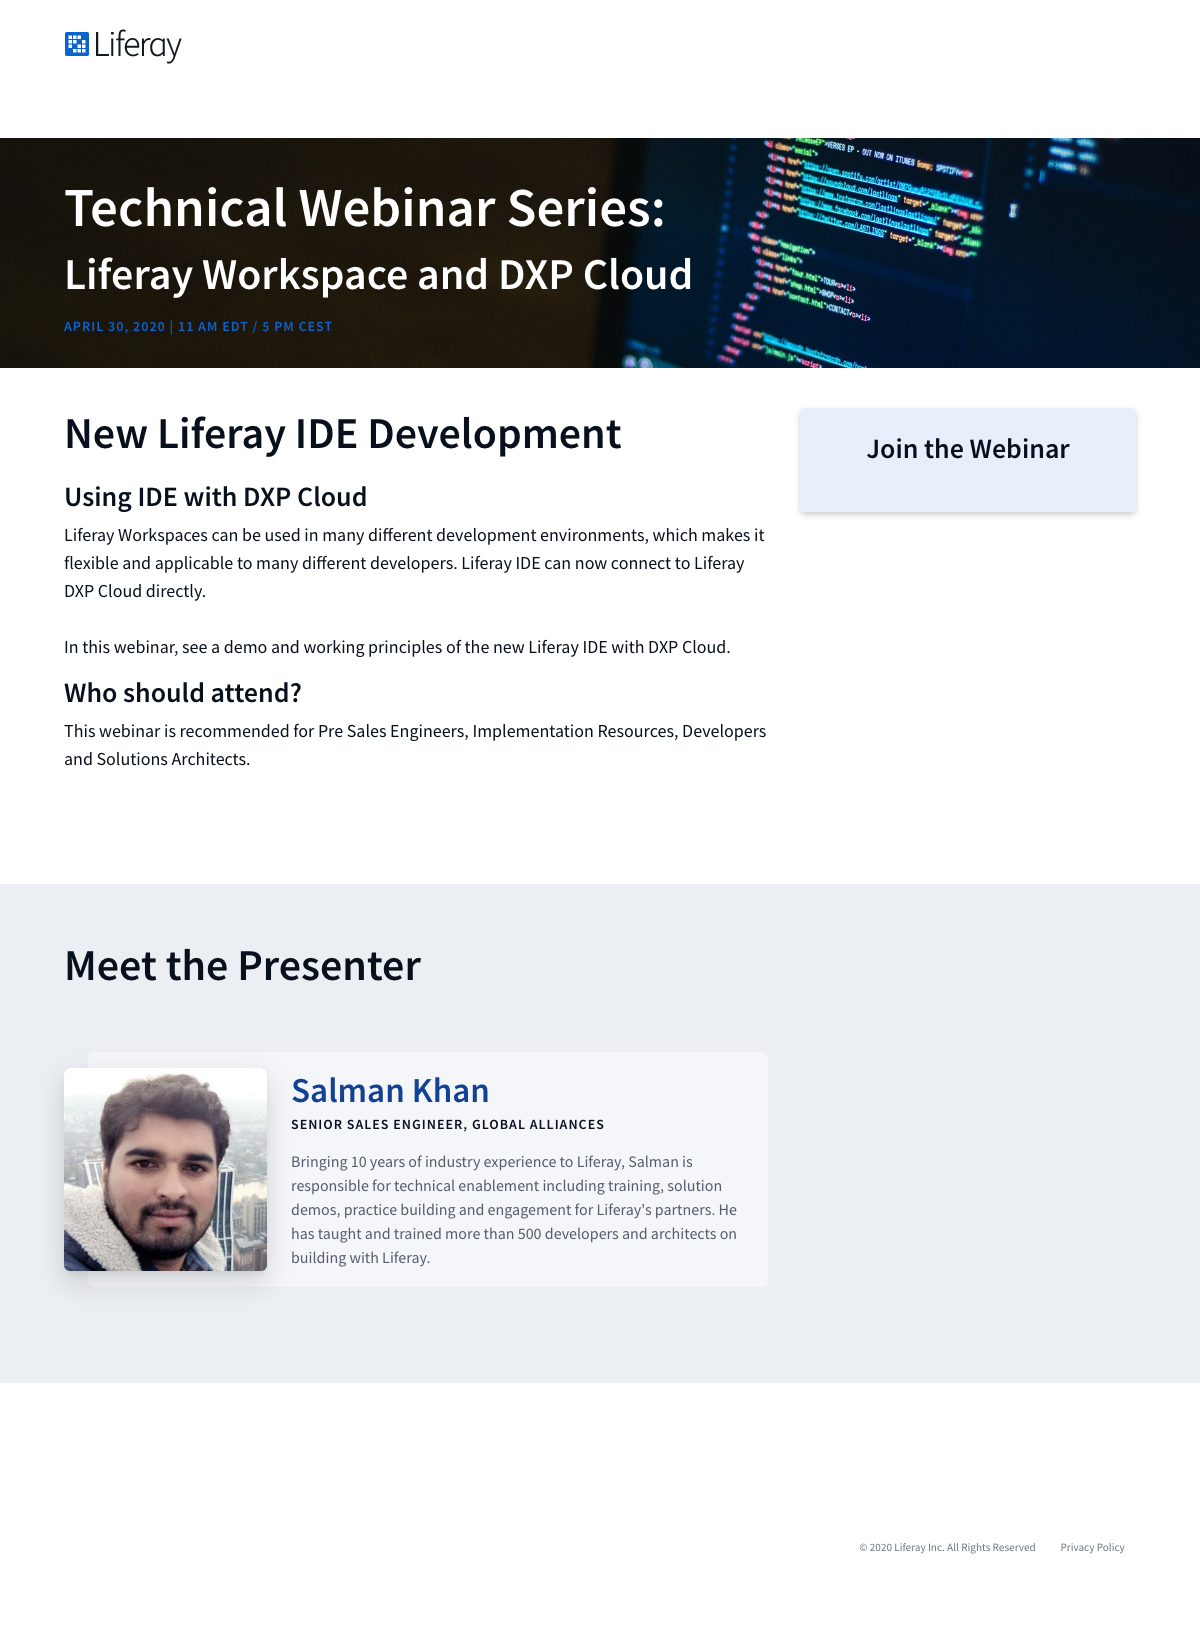 Liferay
Technical Webinar Series:
Liferay Workspace and DXP Cloud
APRIL 30, 2020 | 11 AM EDT / 5 PM CEST
New Liferay IDE Development
Using IDE with DXP Cloud
Liferay Workspaces can be used in many different development environments, which makes it
flexible and applicable to many different developers. Liferay IDE can now connect to Liferay
DXP Cloud directly.
In this webinar, see a demo and working principles of the new Liferay IDE with DXP Cloud.
Who should attend?
This webinar is recommended for Pre Sales Engineers, Implementation Resources, Developers
and Solutions Architects.
Join the Webinar
Meet the Presenter
Salman Khan
SENIOR SALES ENGINEER, GLOBAL ALLIANCES
Bringing 10 years of industry experience to Liferay, Salman is
responsible for technical enablement including training, solution
demos, practice building and engagement for Liferay's partners. He
has taught and trained more than 500 developers and architects on
building with Liferay.
© 2020 Liferay Inc. All Rights Reserved Privacy Policy